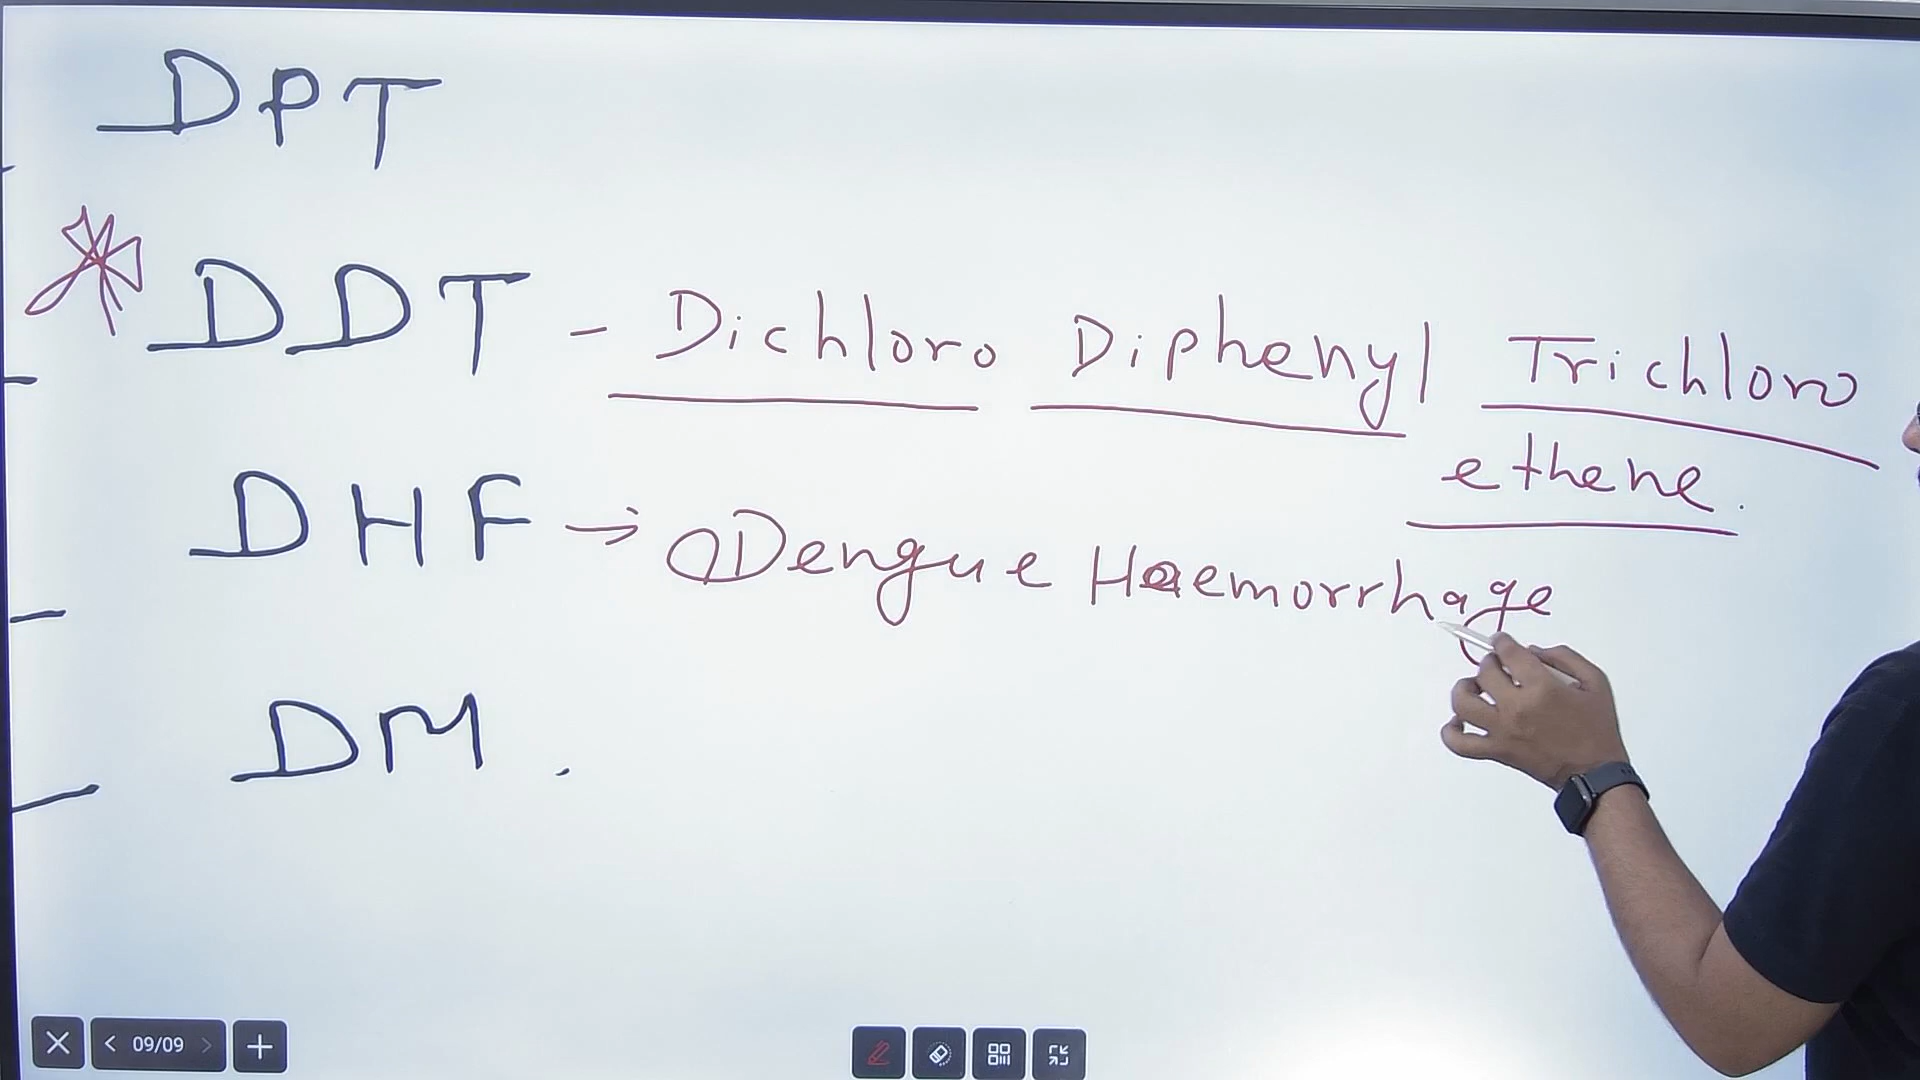 DPT
DDT - Dichloro Diphenyl Trichloro
ethene.
DHF → Dengue Haemorrhage
DM.
09/09